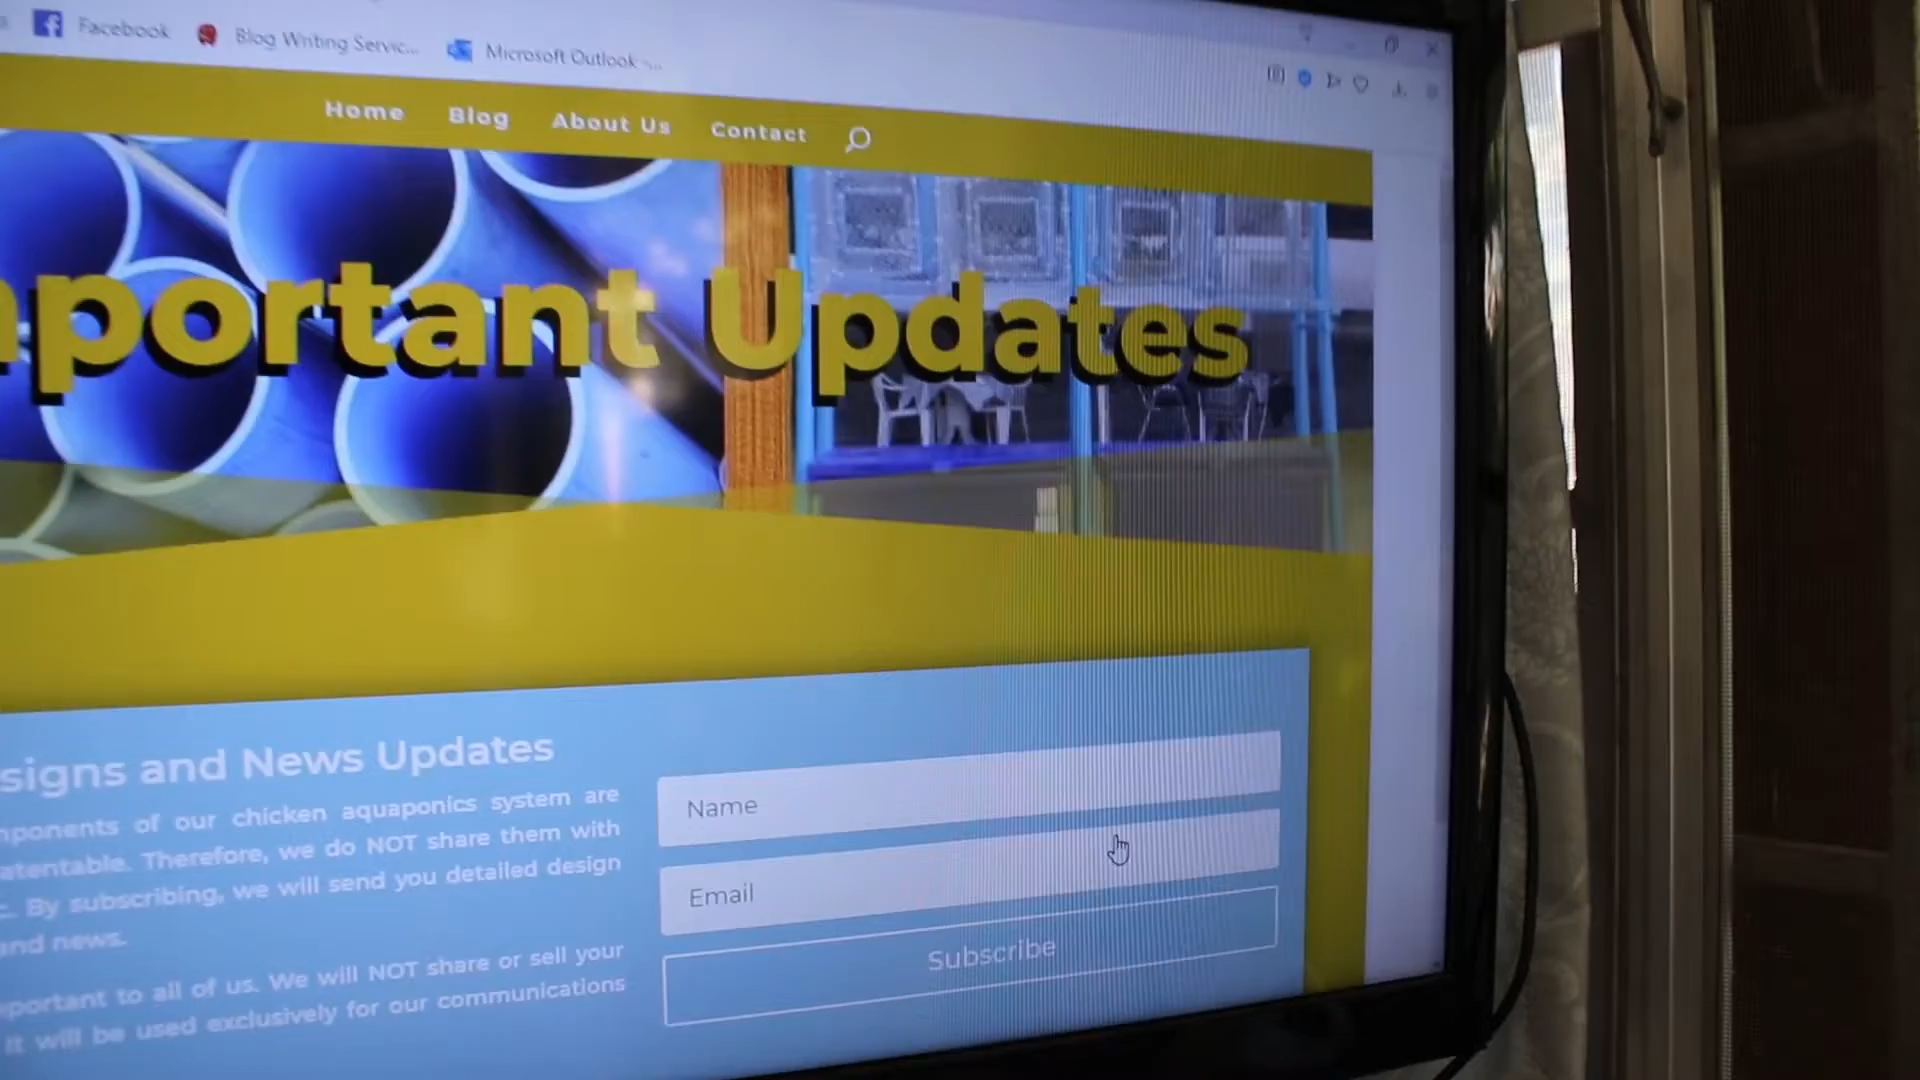 Facebook Blog Writing Servic... Microsoft Outlook -...
Home Blog About Us Contact
mportant Updates
signs and News Updates
mponents of our chicken aquaponics system are
atentable. Therefore, we do NOT share them with
c. By subscribing, we will send you detailed design
and news.
portant to all of us. We will NOT share or sell your
It will be used exclusively for our communications
Name
Email
Subscribe